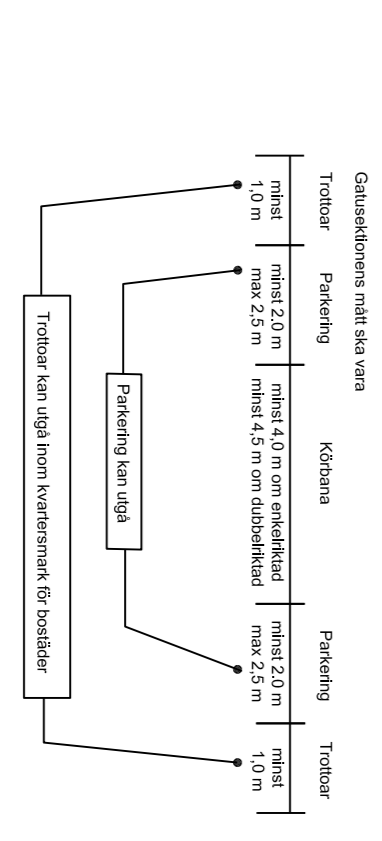 Gatusektionens mått ska vara
Trottoar Parkering Körbana Parkering Trottoar
minst
1,0 m
minst 2.0 m
max 2,5 m
minst 4,0 m om enkelriktad
minst 4,5 m om dubbelriktad
minst 2.0 m
max 2,5 m
minst
1,0 m
Parkering kan utgå
Trottoar kan utgå inom kvartersmark för bostäder